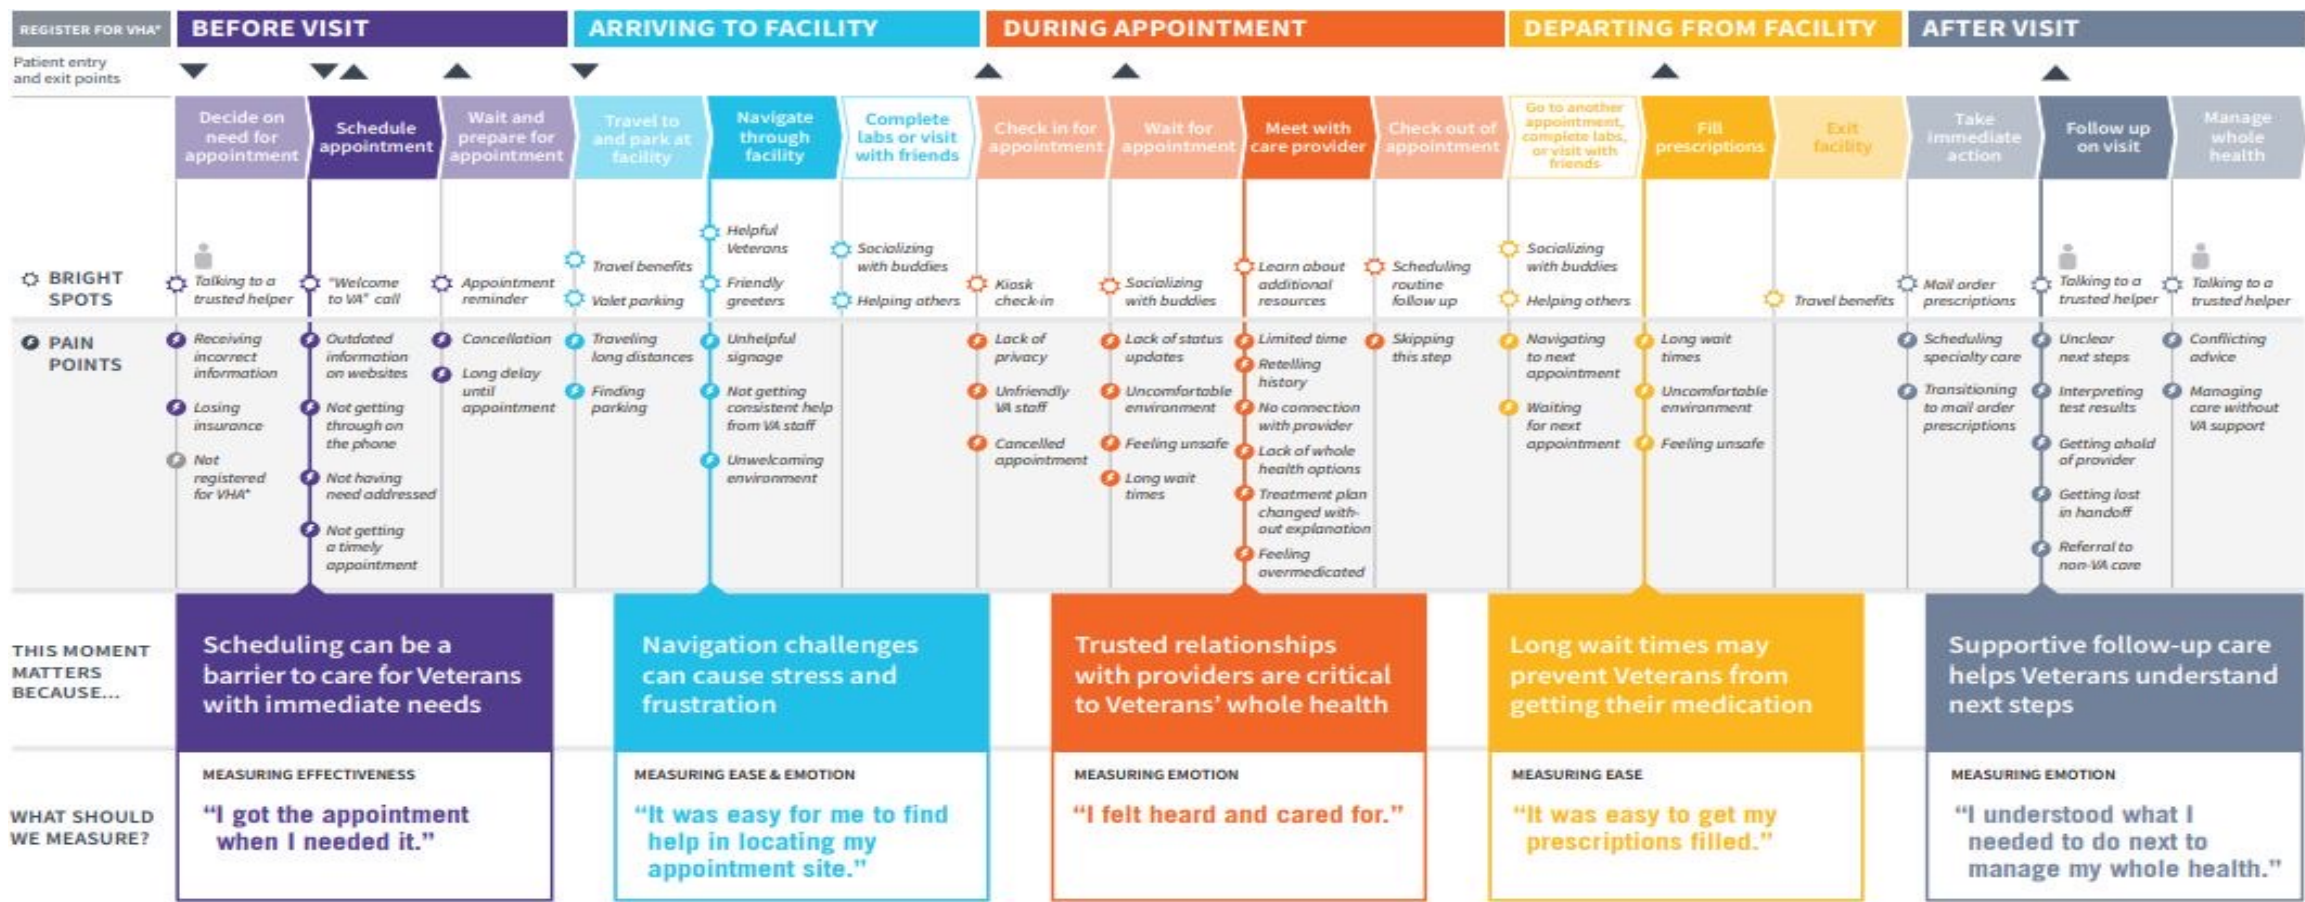 REGISTER FOR VHA*
BEFORE VISIT
ARRIVING TO FACILITY
DURING APPOINTMENT
DEPARTING FROM FACILITY
AFTER VISIT
Patient entry
and exit points
Decide on
need for
appointment
Schedule
appointment
Wait and
prepare for
appointment
Travel to
and park at
facility
Navigate
through
facility
Complete
labs or visit
with friends
Check in for
appointment
Wait for
appointment
Meet with
care provider
Check out of
appointment
Go to another
appointment,
complete labs,
or visit with
friends
Fill
prescriptions
Exit
facility
Take
immediate
action
Follow up
on visit
Manage
whole
health
BRIGHT
SPOTS
Talking to a
trusted helper
"Welcome
to VA" call
Appointment
reminder
Travel benefits
Valet parking
Helpful
Veterans
Friendly
greeters
Socializing
with buddies
Helping others
Kiosk
check-in
Socializing
with buddies
Learn about
additional
resources
Scheduling
routine
follow up
Socializing
with buddies
Helping others
Travel benefits
Mail order
prescriptions
Talking to a
trusted helper
Talking to a
trusted helper
PAIN
POINTS
Receiving
incorrect
information
Losing
insurance
Not
registered
for VHA*
Outdated
information
on websites
Not getting
through on
the phone
Not having
need addressed
Not getting
a timely
appointment
Cancellation
Long delay
until
appointment
Traveling
long distances
Finding
parking
Unhelpful
signage
Not getting
consistent help
from VA staff
Unwelcoming
environment
Lack of
privacy
Unfriendly
VA staff
Cancelled
appointment
Lack of status
updates
Uncomfortable
environment
Feeling unsafe
Long wait
times
Limited time
Retelling
history
No connection
with provider
Lack of whole
health options
Treatment plan
changed with-
out explanation
Feeling
overmedicated
Skipping
this step
Navigating
to next
appointment
Waiting
for next
appointment
Long wait
times
Uncomfortable
environment
Feeling unsafe
Scheduling
specialty care
Transitioning
to mail order
prescriptions
Unclear
next steps
Interpreting
test results
Getting ahold
of provider
Getting lost
in handoff
Referral to
non-VA care
Conflicting
advice
Managing
care without
VA support
THIS MOMENT
MATTERS
BECAUSE...
Scheduling can be a
barrier to care for Veterans
with immediate needs
Navigation challenges
can cause stress and
frustration
Trusted relationships
with providers are critical
to Veterans' whole health
Long wait times may
prevent Veterans from
getting their medication
Supportive follow-up care
helps Veterans understand
next steps
WHAT SHOULD
WE MEASURE?
MEASURING EFFECTIVENESS
“I got the appointment
when I needed it.”
MEASURING EASE & EMOTION
“It was easy for me to find
help in locating my
appointment site.”
MEASURING EMOTION
“I felt heard and cared for.”
MEASURING EASE
“It was easy to get my
prescriptions filled.”
MEASURING EMOTION
“I understood what I
needed to do next to
manage my whole health.”